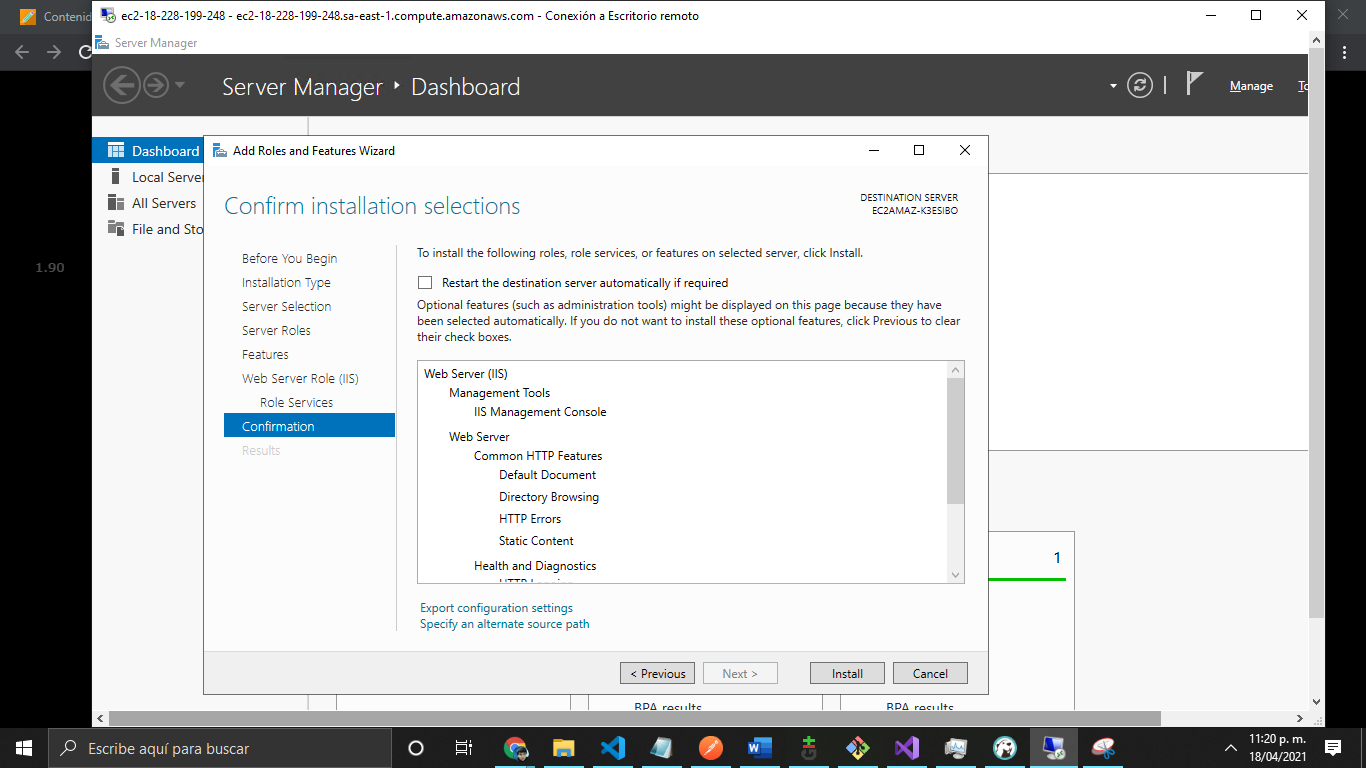 Contenid
ec2-18-228-199-248 - ec2-18-228-199-248.sa-east-1.compute.amazonaws.com - Conexión a Escritorio remoto
Server Manager
Server Manager Dashboard
Manage
To
Dashboard
Local Server
All Servers
File and Sto
1.90
Add Roles and Features Wizard
Confirm installation selections
DESTINATION SERVER
EC2AMAZ-K3ESIBO
Before You Begin
Installation Type
Server Selection
Server Roles
Features
Web Server Role (IIS)
Role Services
Confirmation
Results
To install the following roles, role services, or features on selected server, click Install.
Restart the destination server automatically if required
Optional features (such as administration tools) might be displayed on this page because they have
been selected automatically. If you do not want to install these optional features, click Previous to clear
their check boxes.
Web Server (IIS)
Management Tools
IIS Management Console
Web Server
Common HTTP Features
Default Document
Directory Browsing
HTTP Errors
Static Content
Health and Diagnostics
Export configuration settings
Specify an alternate source path
< Previous
Next >
Install
Cancel
1
BPA results
BPA results
Escribe aquí para buscar
11:20 p. m.
18/04/2021